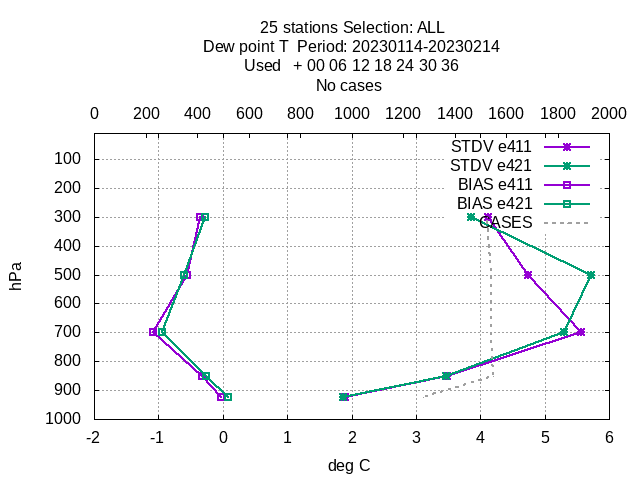 25 stations Selection: ALL
Dew point T  Period: 20230114-20230214
Used   + 00 06 12 18 24 30 36
No cases
0 200 400 600 800 1000 1200 1400 1600 1800 2000
STDV e411
STDV e421
BIAS e411
BIAS e421
CASES
100
200
300
400
500
600
700
800
900
1000
hPa
-2 -1 0 1 2 3 4 5 6
deg C